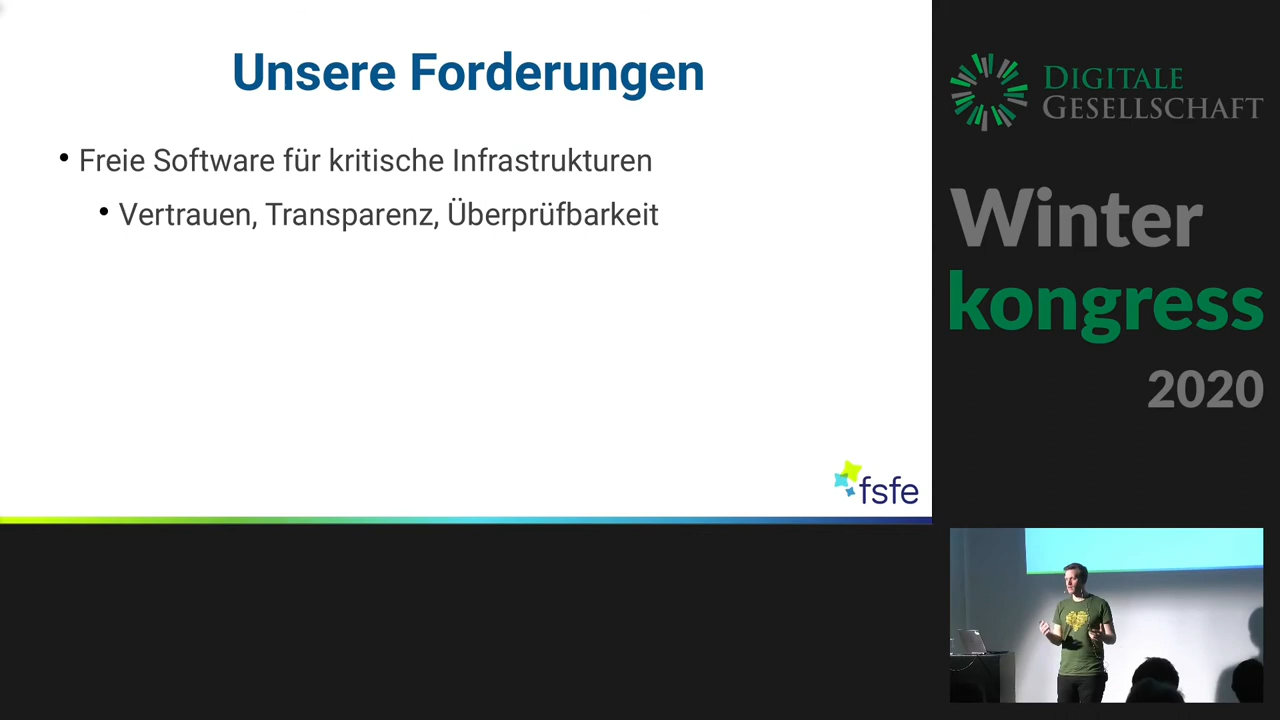 Unsere Forderungen
Freie Software für kritische Infrastrukturen
Vertrauen, Transparenz, Überprüfbarkeit
fsfe
DIGITALE
GESELLSCHAFT
Winter
kongress
2020